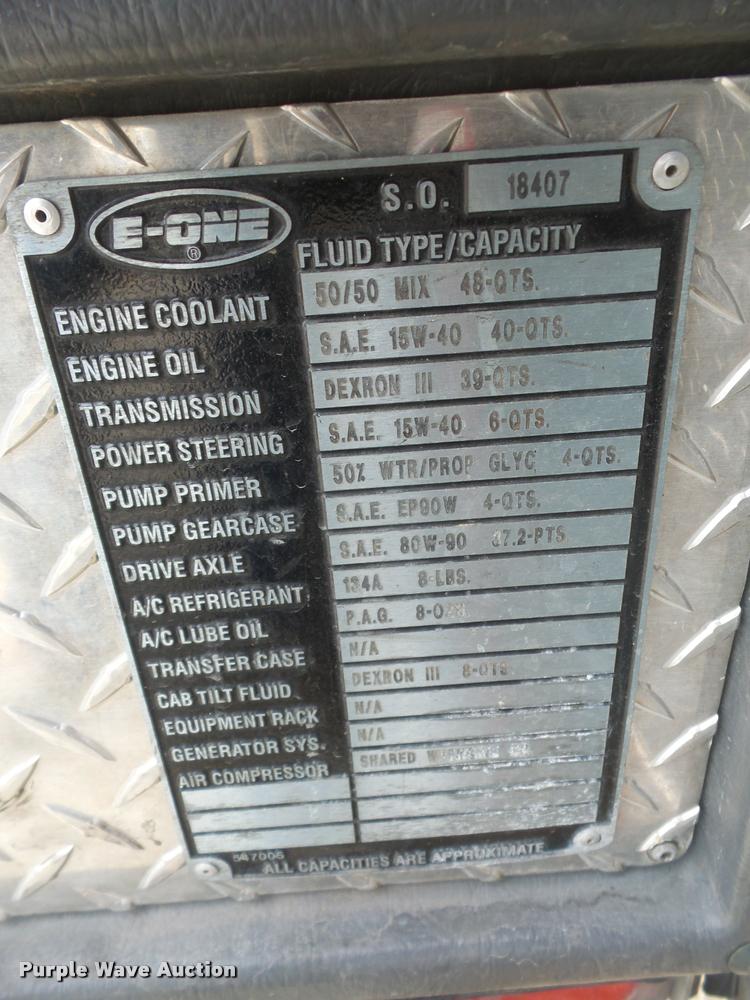 E-ONE
®
S.O. 18407
FLUID TYPE/CAPACITY
ENGINE COOLANT 50/50 MIX 48-QTS.
ENGINE OIL S.A.E. 15W-40 40-QTS.
TRANSMISSION DEXRON III 39-QTS.
POWER STEERING S.A.E. 15W-40 6-QTS.
PUMP PRIMER 50% WTR/PROP GLYC 4-QTS.
PUMP GEARCASE S.A.E. EP90W 4-QTS.
DRIVE AXLE S.A.E. 80W-90
A/C REFRIGERANT 134A 8-LBS.
A/C LUBE OIL P.A.G.
TRANSFER CASE N/A
CAB TILT FLUID DEXRON III 8-QTS
EQUIPMENT RACK N/A
GENERATOR SYS. N/A
AIR COMPRESSOR SHARED
547006
ALL CAPACITIES ARE APPROXIMATE
Purple Wave Auction